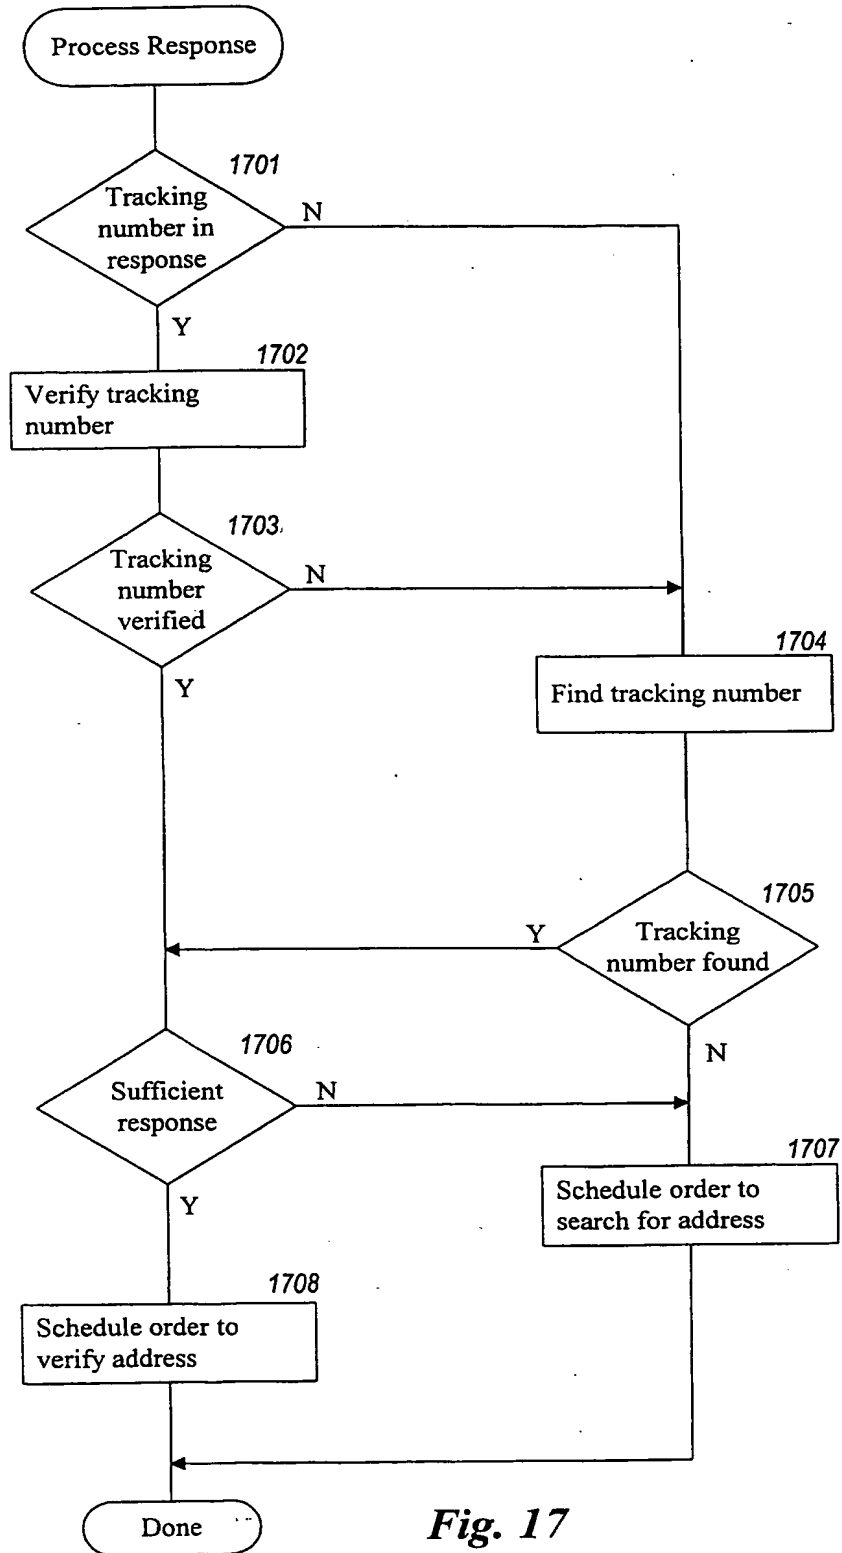 Process Response
1701
Tracking
number in
response
N
Y
1702
Verify tracking
number
1703
Tracking
number
verified
N
Y
1704
Find tracking number
1705
Tracking
number found
Y
N
1706
Sufficient
response
N
Y
1707
Schedule order to
search for address
1708
Schedule order to
verify address
Done
Fig. 17